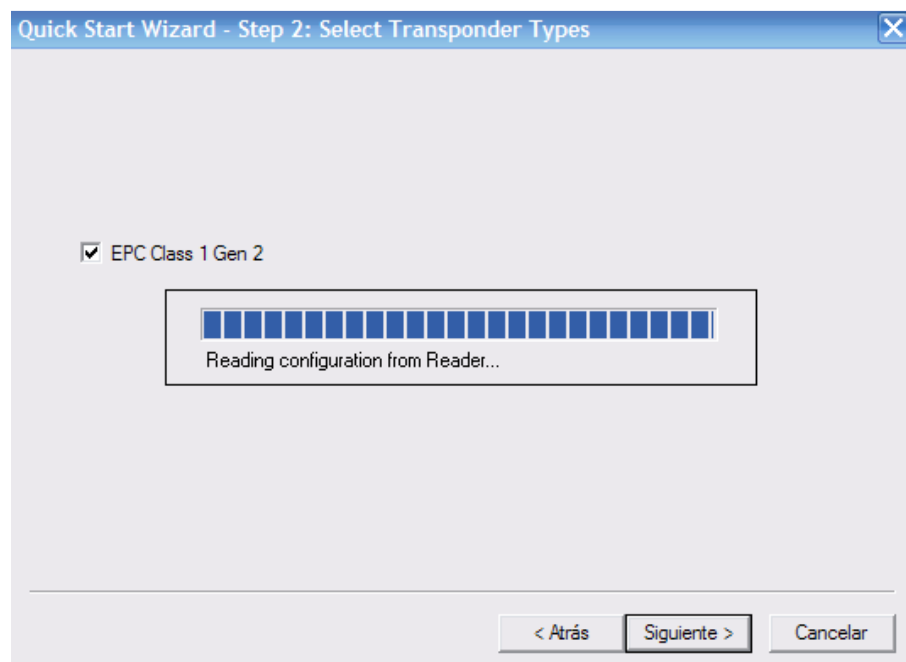 Quick Start Wizard - Step 2: Select Transponder Types
EPC Class 1 Gen 2
Reading configuration from Reader...
< Atrás
Siguiente >
Cancelar